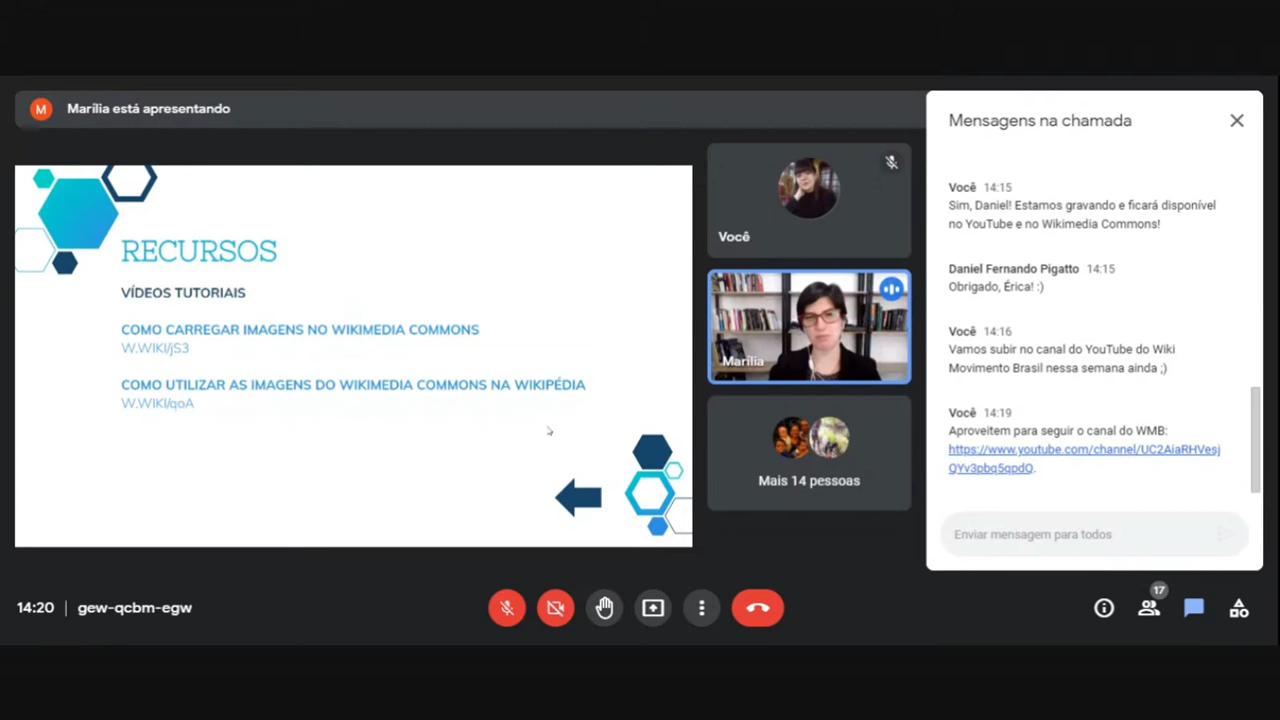 M
Marília está apresentando
RECURSOS
VÍDEOS TUTORIAIS
COMO CARREGAR IMAGENS NO WIKIMEDIA COMMONS
W.WIKI/jS3
COMO UTILIZAR AS IMAGENS DO WIKIMEDIA COMMONS NA WIKIPÉDIA
W.WIKI/qoA
Você
Marília
Mais 14 pessoas
Mensagens na chamada
Você 14:15
Sim, Daniel! Estamos gravando e ficará disponível
no YouTube e no Wikimedia Commons!
Daniel Fernando Pigatto 14:15
Obrigado, Érica! :)
Você 14:16
Vamos subir no canal do YouTube do Wiki
Movimento Brasil nessa semana ainda ;)
Você 14:19
Aproveitem para seguir o canal do WMB:
https://www.youtube.com/channel/UC2AiaRHVesj
QYv3pbq5qpdQ.
Enviar mensagem para todos
14:20 | gew-qcbm-egw
17